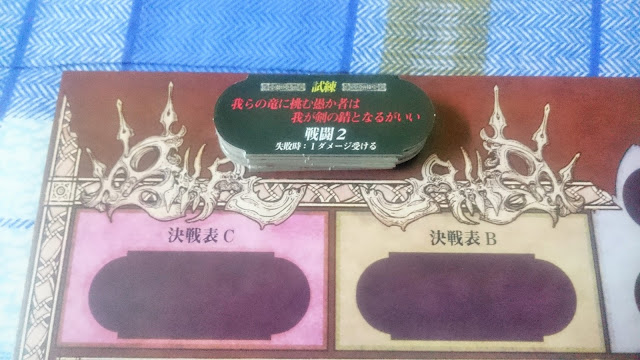 試練
我らの竜に挑む愚か者は
我が剣の錆となるがいい
戦闘２
失敗時：１ダメージ受ける
決戦表 C
決戦表 B